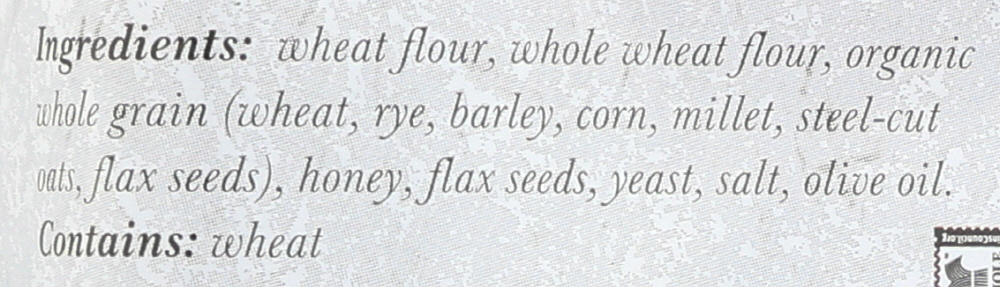 Ingredients: wheat flour, whole wheat flour, organic
whole grain (wheat, rye, barley, corn, millet, steel-cut
oats, flax seeds), honey, flax seeds, yeast, salt, olive oil.
Contains: wheat